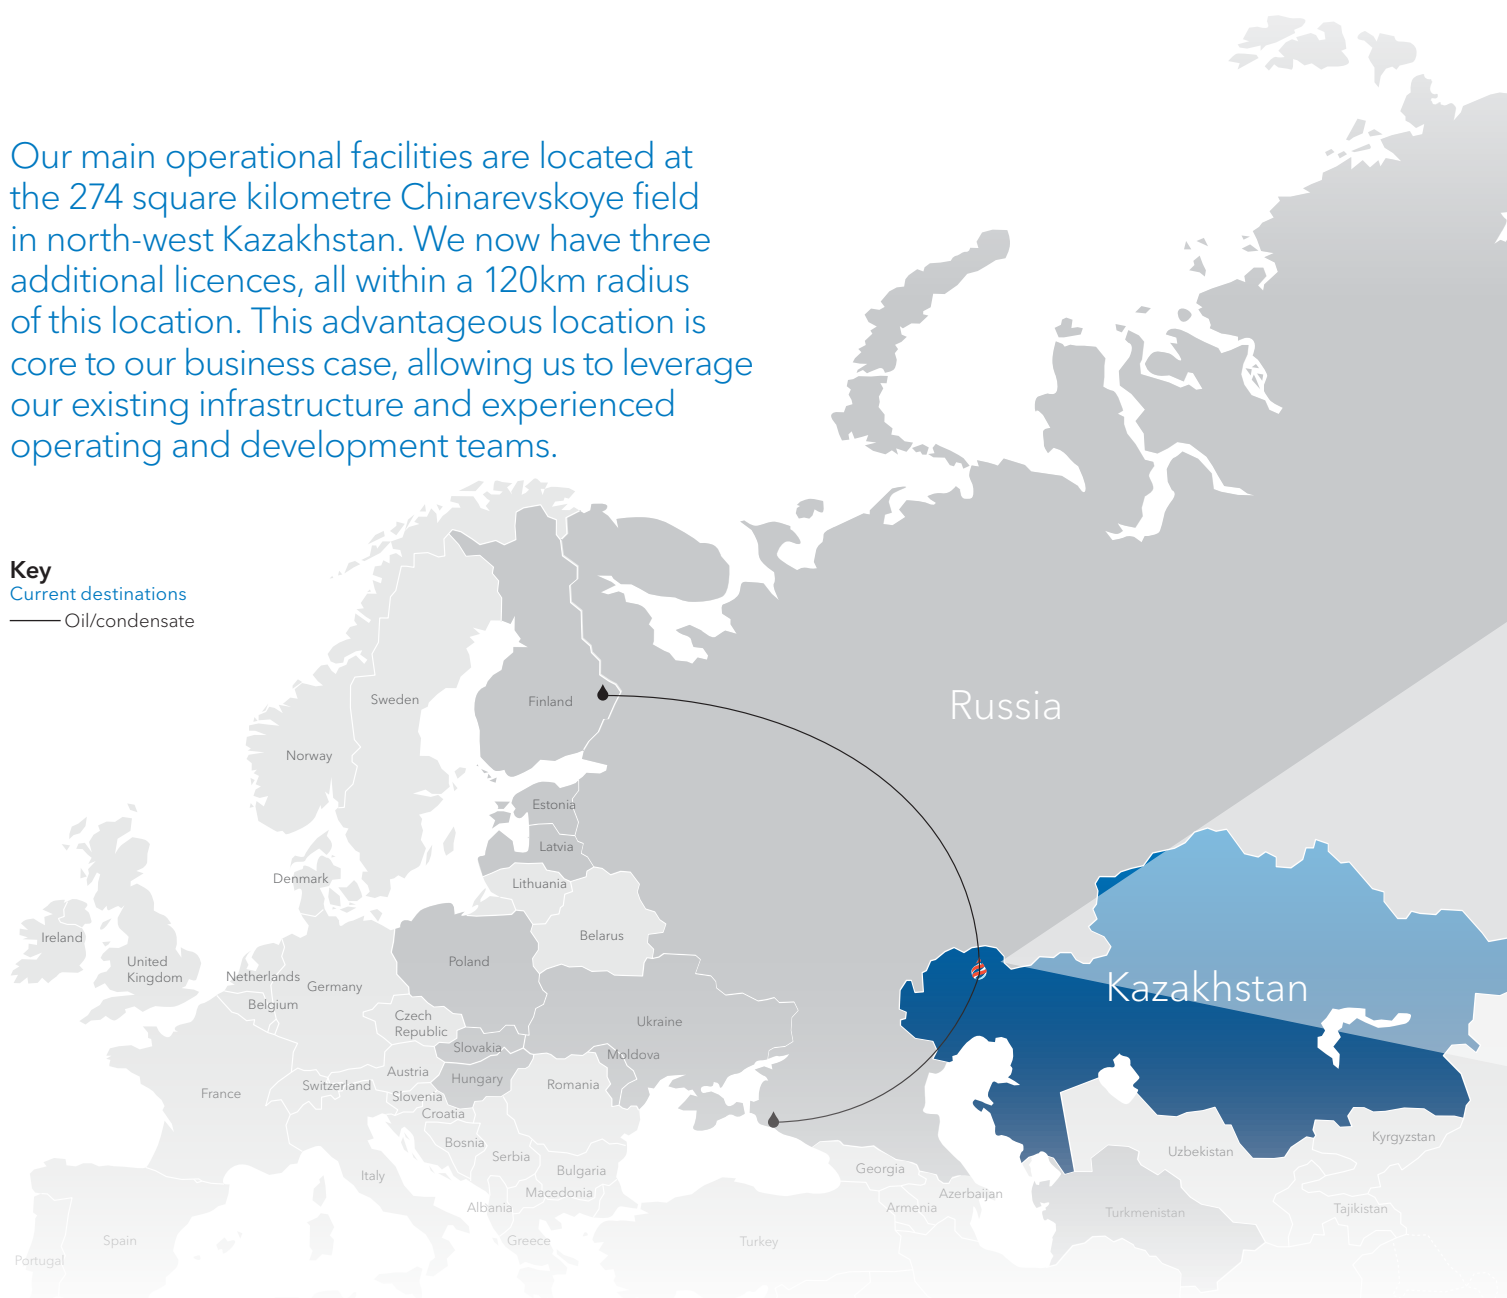 Our main operational facilities are located at
the 274 square kilometre Chinarevskoye field
in north-west Kazakhstan. We now have three
additional licences, all within a 120km radius
of this location. This advantageous location is
core to our business case, allowing us to leverage
our existing infrastructure and experienced
operating and development teams.
Key
Current destinations
Oil/condensate
Russia
Kazakhstan
Finland
Sweden
Norway
Estonia
Latvia
Lithuania
Denmark
Belarus
Ireland
United
Kingdom
Netherlands
Belgium
Germany
Poland
Czech
Republic
Ukraine
Slovakia
Moldova
Austria
Hungary
Romania
Switzerland
France
Slovenia
Croatia
Bosnia
Serbia
Bulgaria
Italy
Macedonia
Albania
Greece
Spain
Portugal
Turkey
Georgia
Armenia
Azerbaijan
Turkmenistan
Uzbekistan
Kyrgyzstan
Tajikistan